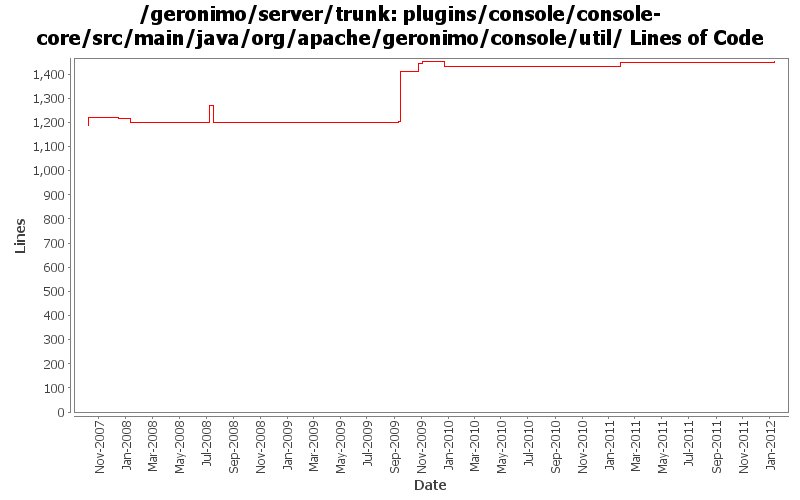 /geronimo/server/trunk: plugins/console/console-
core/src/main/java/org/apache/geronimo/console/util/ Lines of Code
1,400
1,300
1,200
1,100
1,000
900
800
700
600
500
400
300
200
100
0
Lines
Nov-2007
Jan-2008
Mar-2008
May-2008
Jul-2008
Sep-2008
Nov-2008
Jan-2009
Mar-2009
May-2009
Jul-2009
Sep-2009
Nov-2009
Jan-2010
Mar-2010
May-2010
Jul-2010
Sep-2010
Nov-2010
Jan-2011
Mar-2011
May-2011
Jul-2011
Sep-2011
Nov-2011
Jan-2012
Date